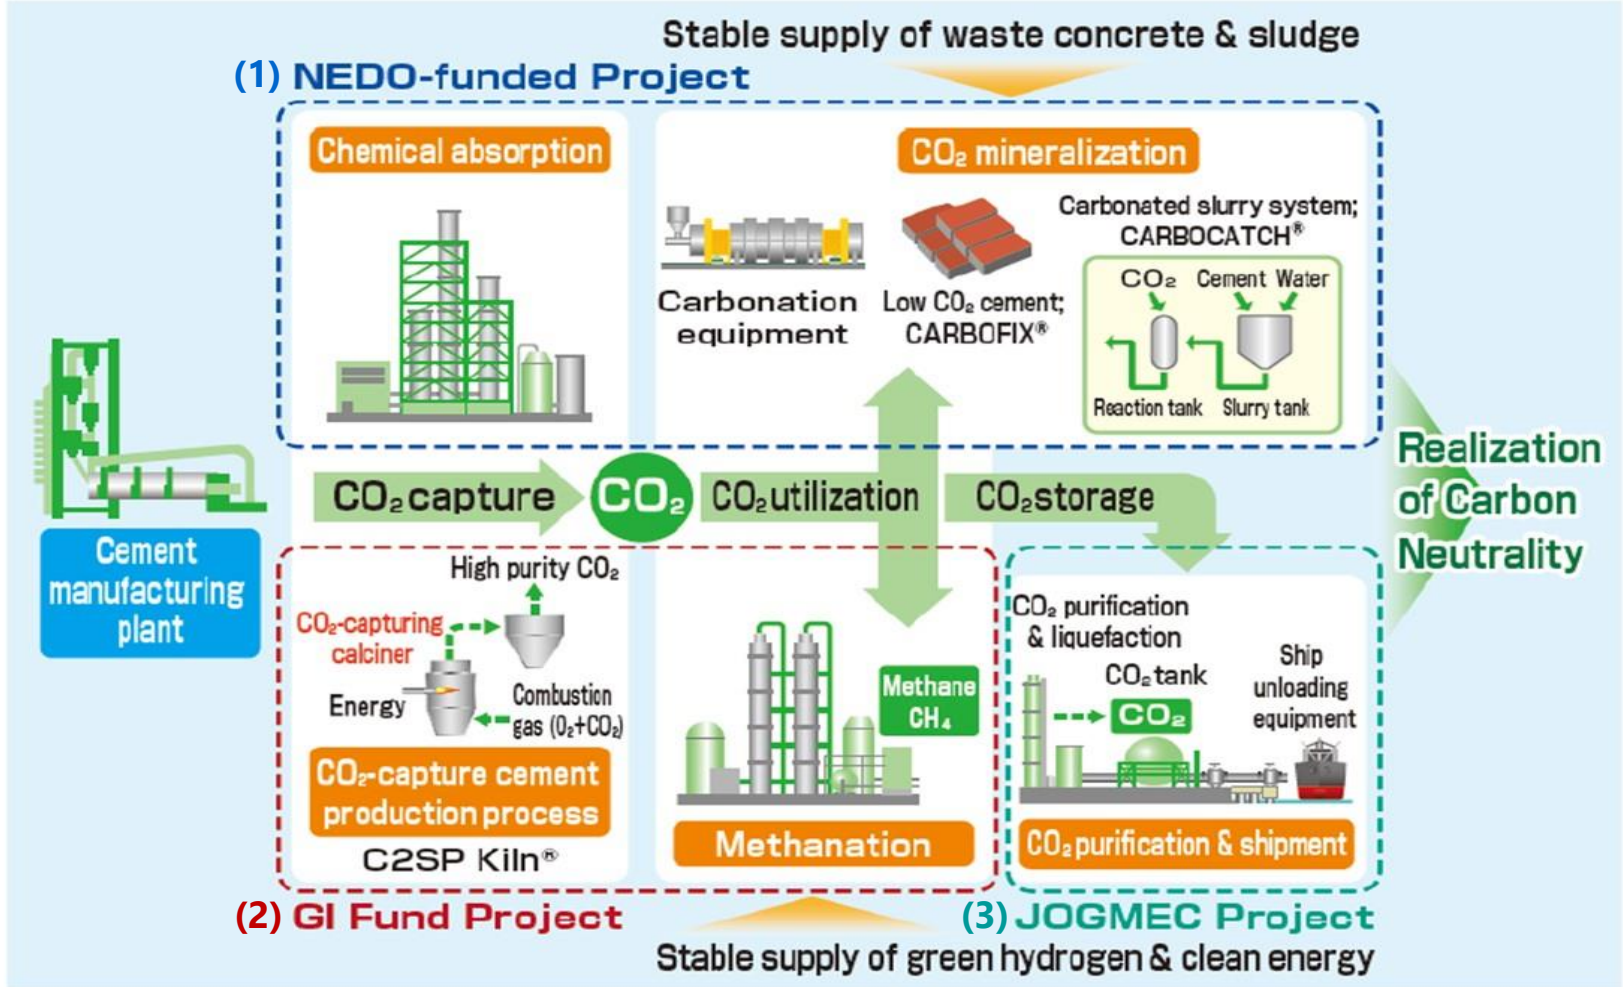 Stable supply of waste concrete & sludge
(1) NEDO-funded Project
Chemical absorption
CO₂ mineralization
Carbonated slurry system;
CARBOCATCH®
CO₂ Cement Water
Reaction tank Slurry tank
Carbonation
equipment
Low CO₂ cement;
CARBOFIX®
Cement
manufacturing
plant
CO₂ capture
CO₂
CO₂ utilization
CO₂ storage
Realization
of Carbon
Neutrality
High purity CO₂
CO₂-capturing
calciner
Energy
Combustion
gas (O₂+CO₂)
CO₂-capture cement
production process
C2SP Kiln®
Methane
CH₄
Methanation
CO₂ purification
& liquefaction
CO₂ tank
CO₂
Ship
unloading
equipment
CO₂ purification & shipment
(2) GI Fund Project
(3) JOGMEC Project
Stable supply of green hydrogen & clean energy